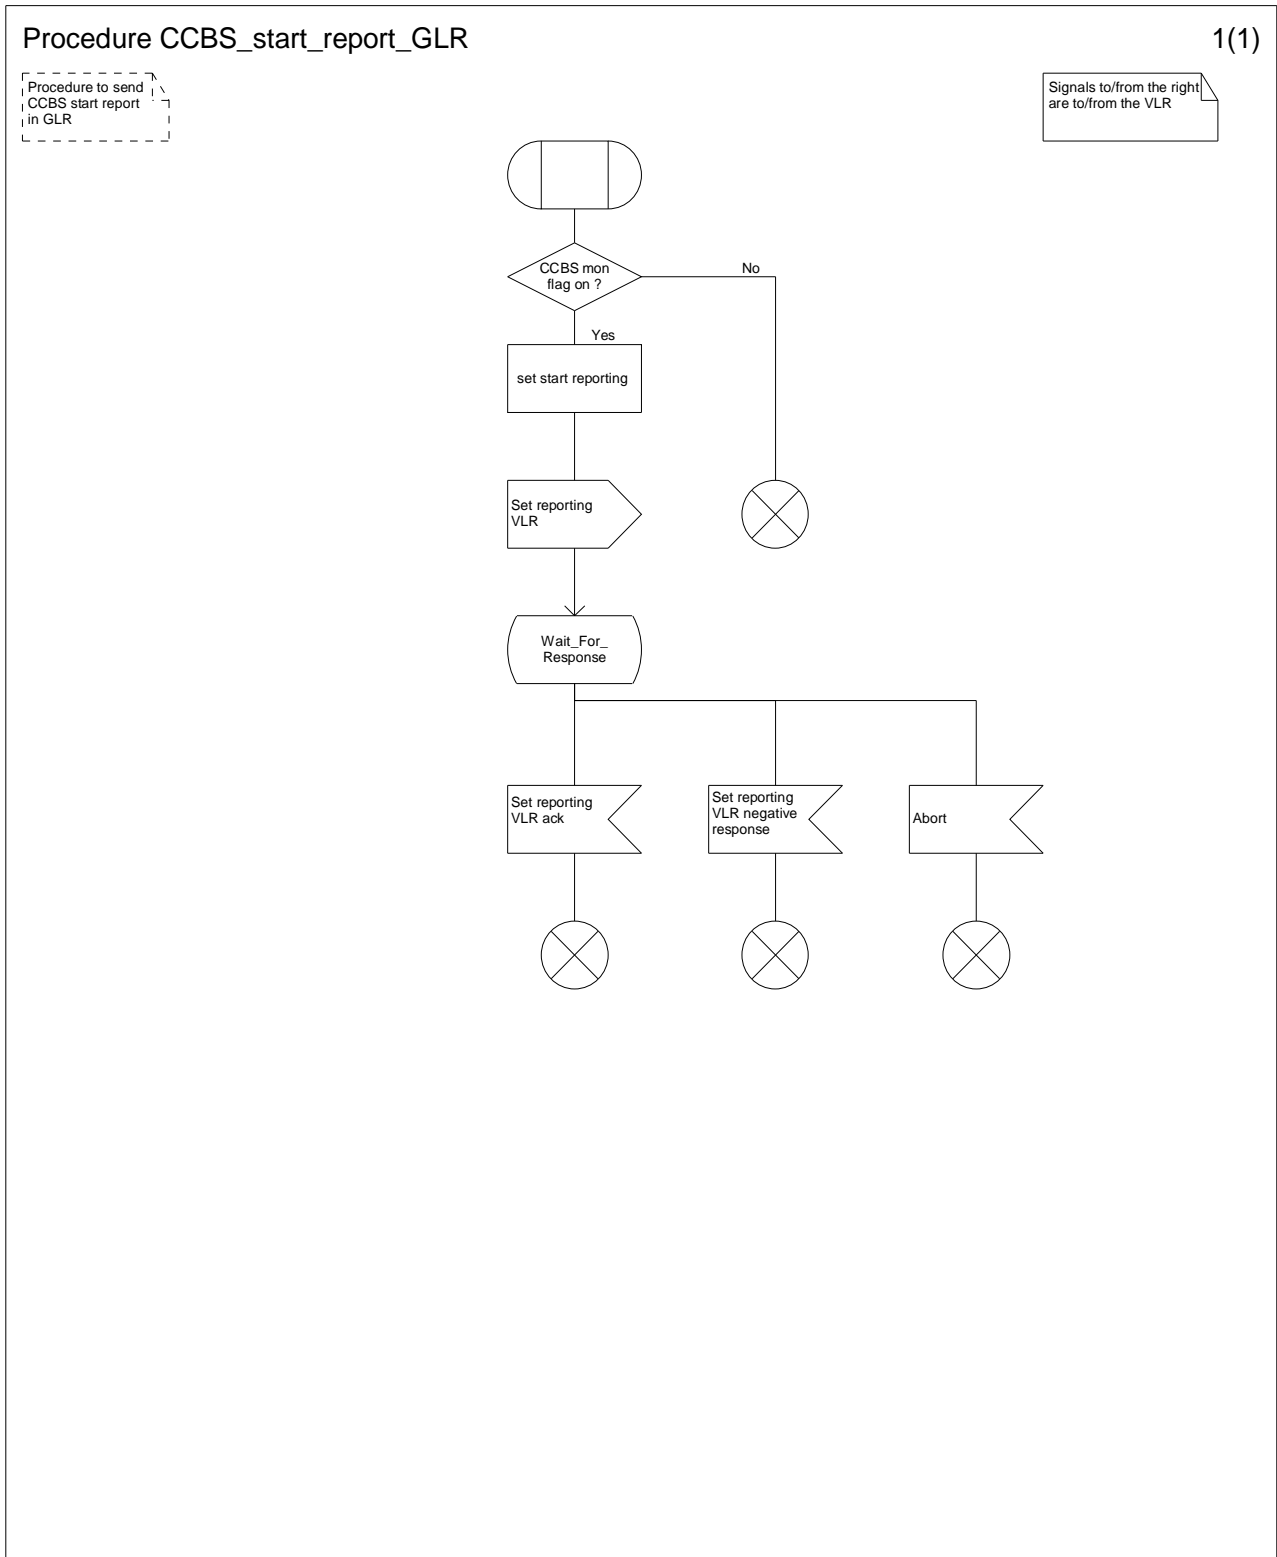 Procedure CCBS_start_report_GLR
1(1)
Procedure to send
CCBS start report
in GLR
Signals to/from the right
are to/from the VLR
CCBS mon
flag on ?
No
Yes
set start reporting
Set reporting
VLR
Wait_For_
Response
Set reporting
VLR ack
Set reporting
VLR negative
response
Abort